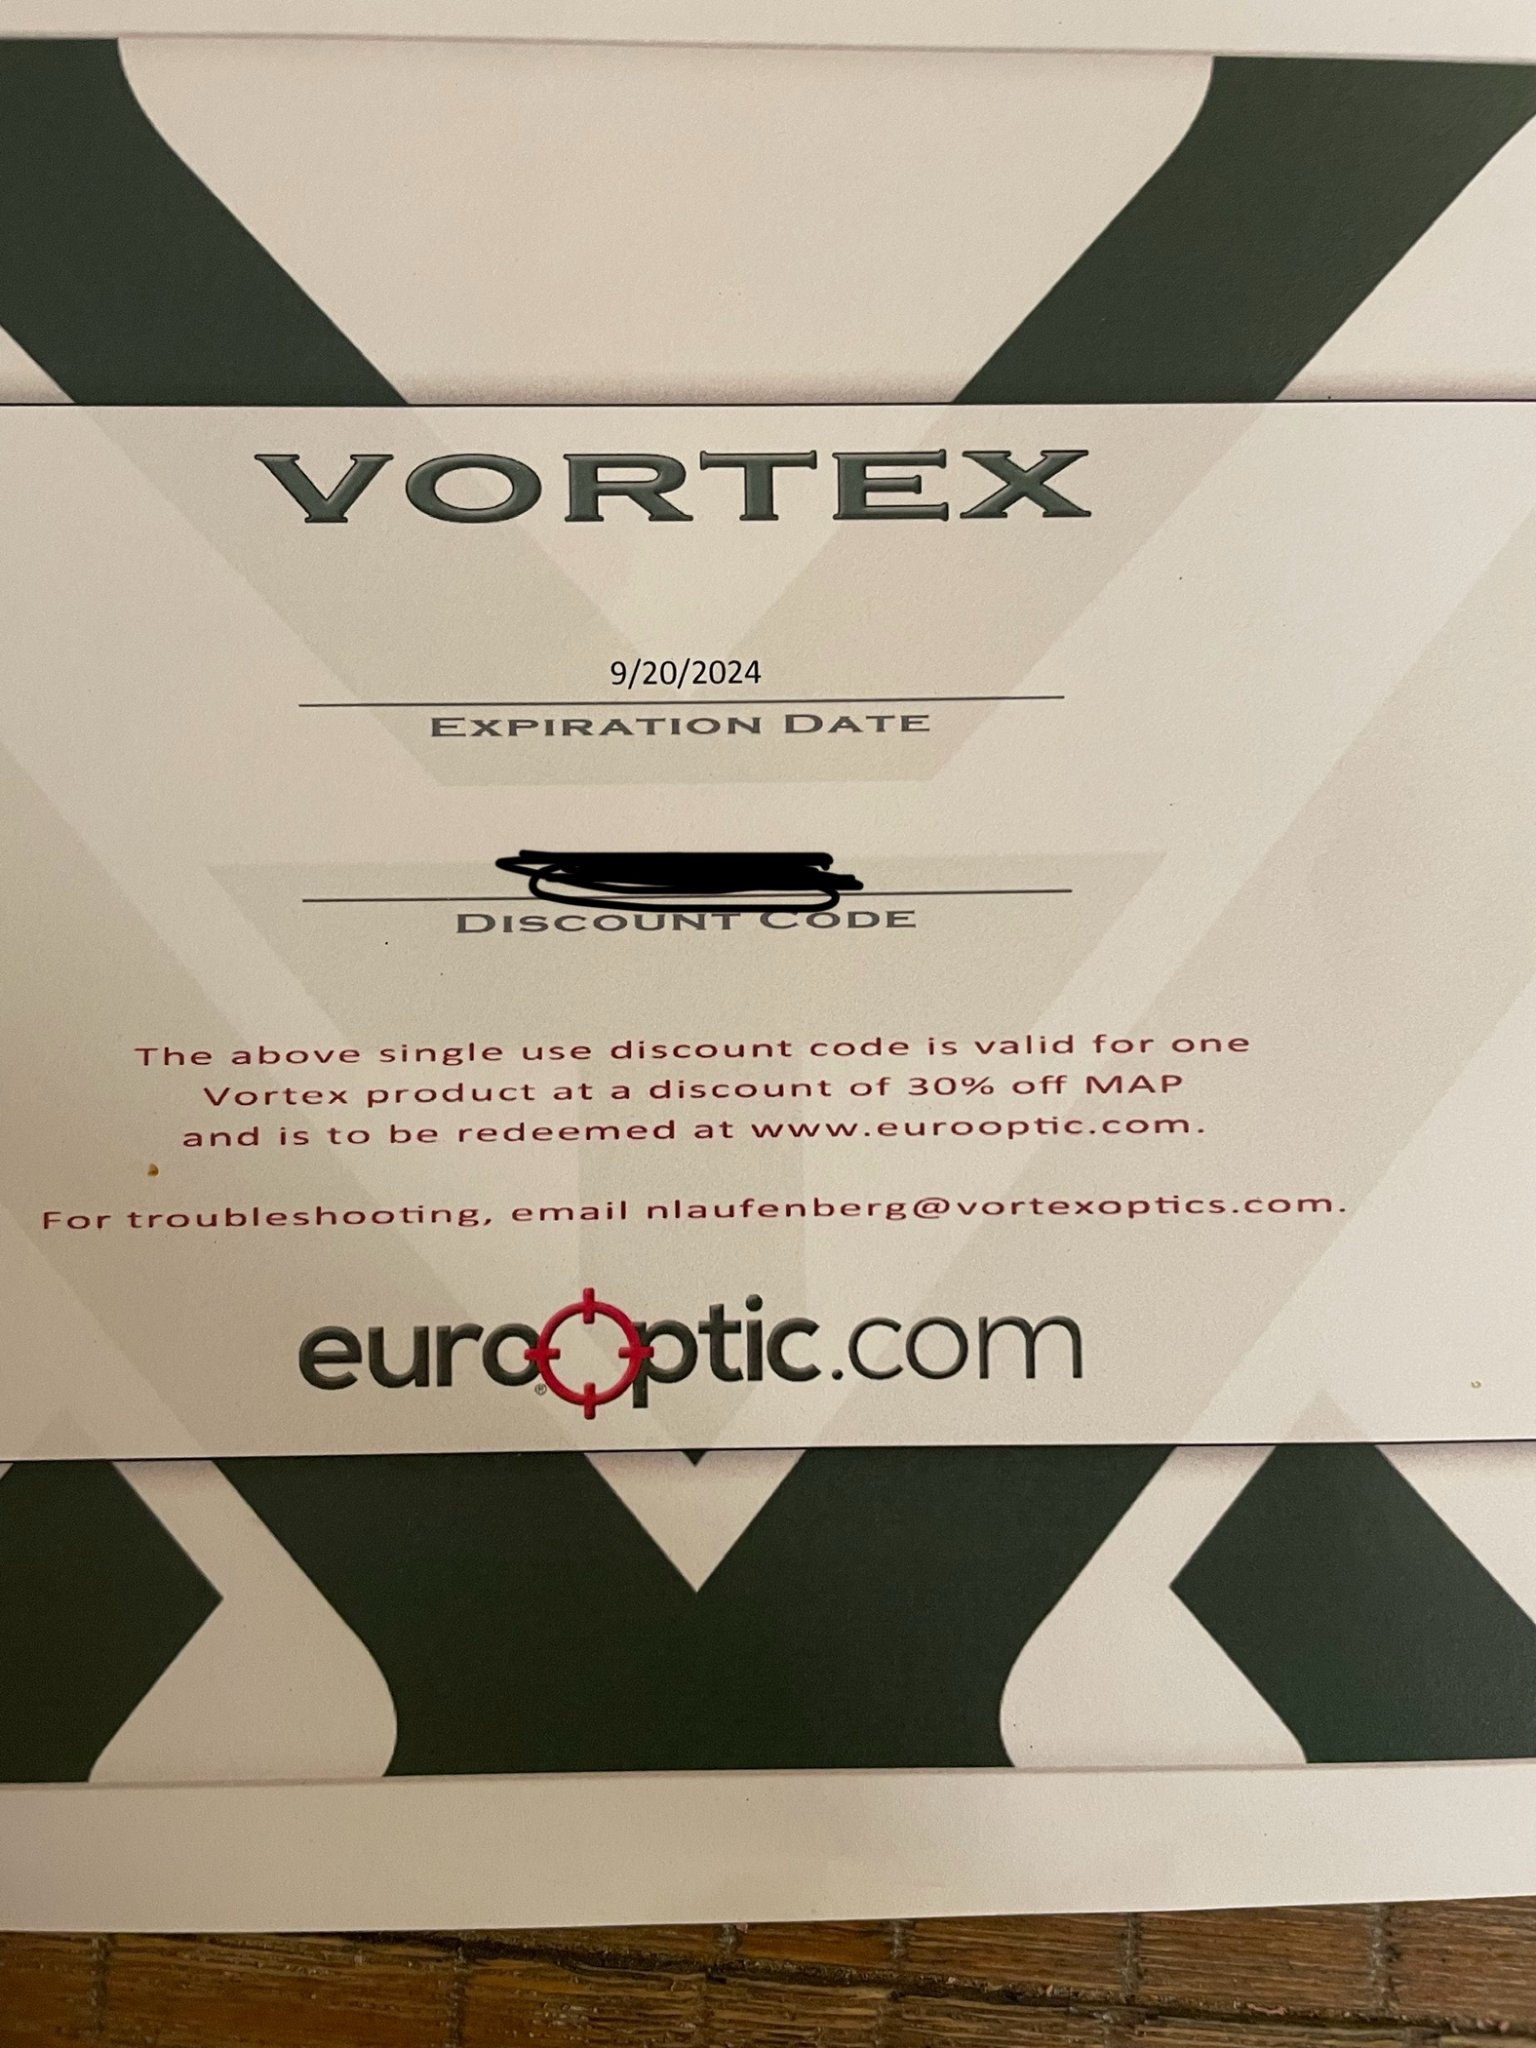 VORTEX
9/20/2024
EXPIRATION DATE
DISCOUNT CODE
The above single use discount code is valid for one
Vortex product at a discount of 30% off MAP
and is to be redeemed at www.eurooptic.com.
For troubleshooting, email nlaufenberg@vortexoptics.com.
euroOptic.com